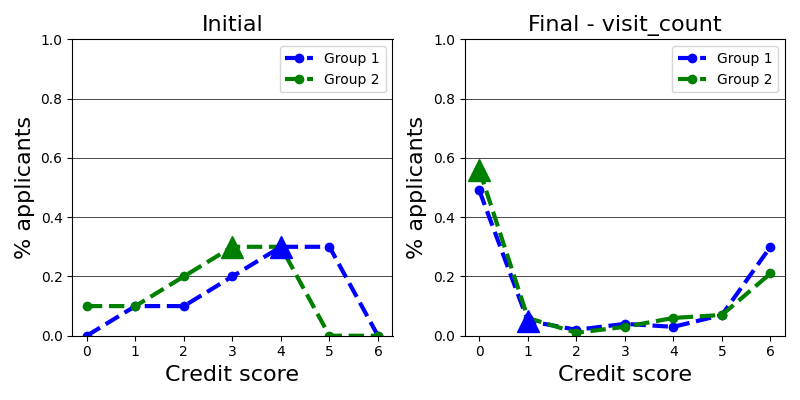 Initial
% applicants
1.0
0.8
0.6
0.4
0.2
0.0
Group 1
Group 2
0 1 2 3 4 5 6
Credit score
Final - visit_count
% applicants
1.0
0.8
0.6
0.4
0.2
0.0
Group 1
Group 2
0 1 2 3 4 5 6
Credit score